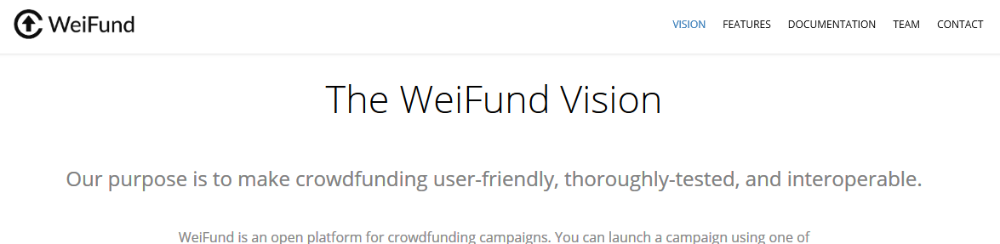 WeiFund VISION FEATURES DOCUMENTATION TEAM CONTACT
The WeiFund Vision
Our purpose is to make crowdfunding user-friendly, thoroughly-tested, and interoperable.
WeiFund is an open platform for crowdfunding campaigns. You can launch a campaign using one of